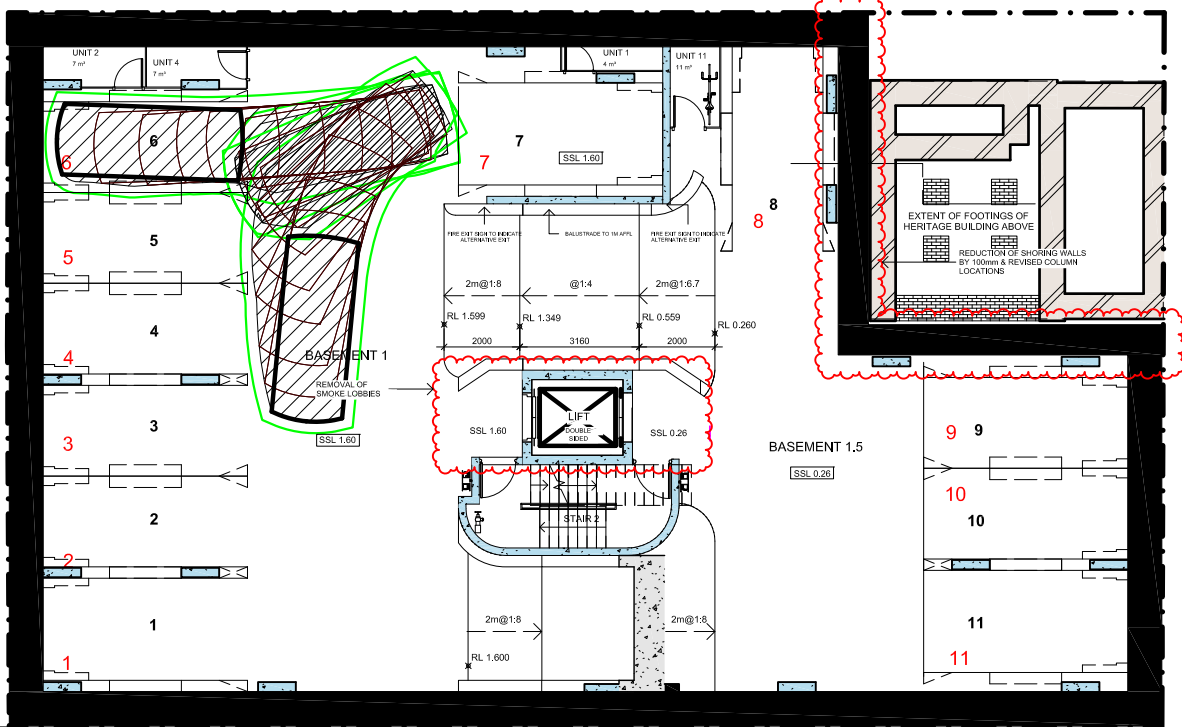 UNIT 2
7 m²
UNIT 4
7 m²
UNIT 1
4 m²
UNIT 11
11 m²
6
6
7
7
SSL 1.60
8
8
5
5
FIRE EXIT SIGN TO INDICATE
ALTERNATIVE EXIT
BALUSTRADE TO 1M AFFL
FIRE EXIT SIGN TO INDICATE
ALTERNATIVE EXIT
EXTENT OF FOOTINGS OF
HERITAGE BUILDING ABOVE
REDUCTION OF SHORING WALLS
BY 100mm & REVISED COLUMN
LOCATIONS
2m@1:8
@1:4
2m@1:6.7
RL 1.599
RL 1.349
RL 0.559
RL 0.260
2000
3160
2000
4
4
BASEMENT 1
REMOVAL OF
SMOKE LOBBIES
SSL 1.60
3
3
SSL 1.60
LIFT
DOUBLE
SIDED
SSL 0.26
BASEMENT 1.5
SSL 0.26
9
9
10
10
2
2
STAIR 2
1
1
2m@1:8
2m@1:8
RL 1.600
11
11